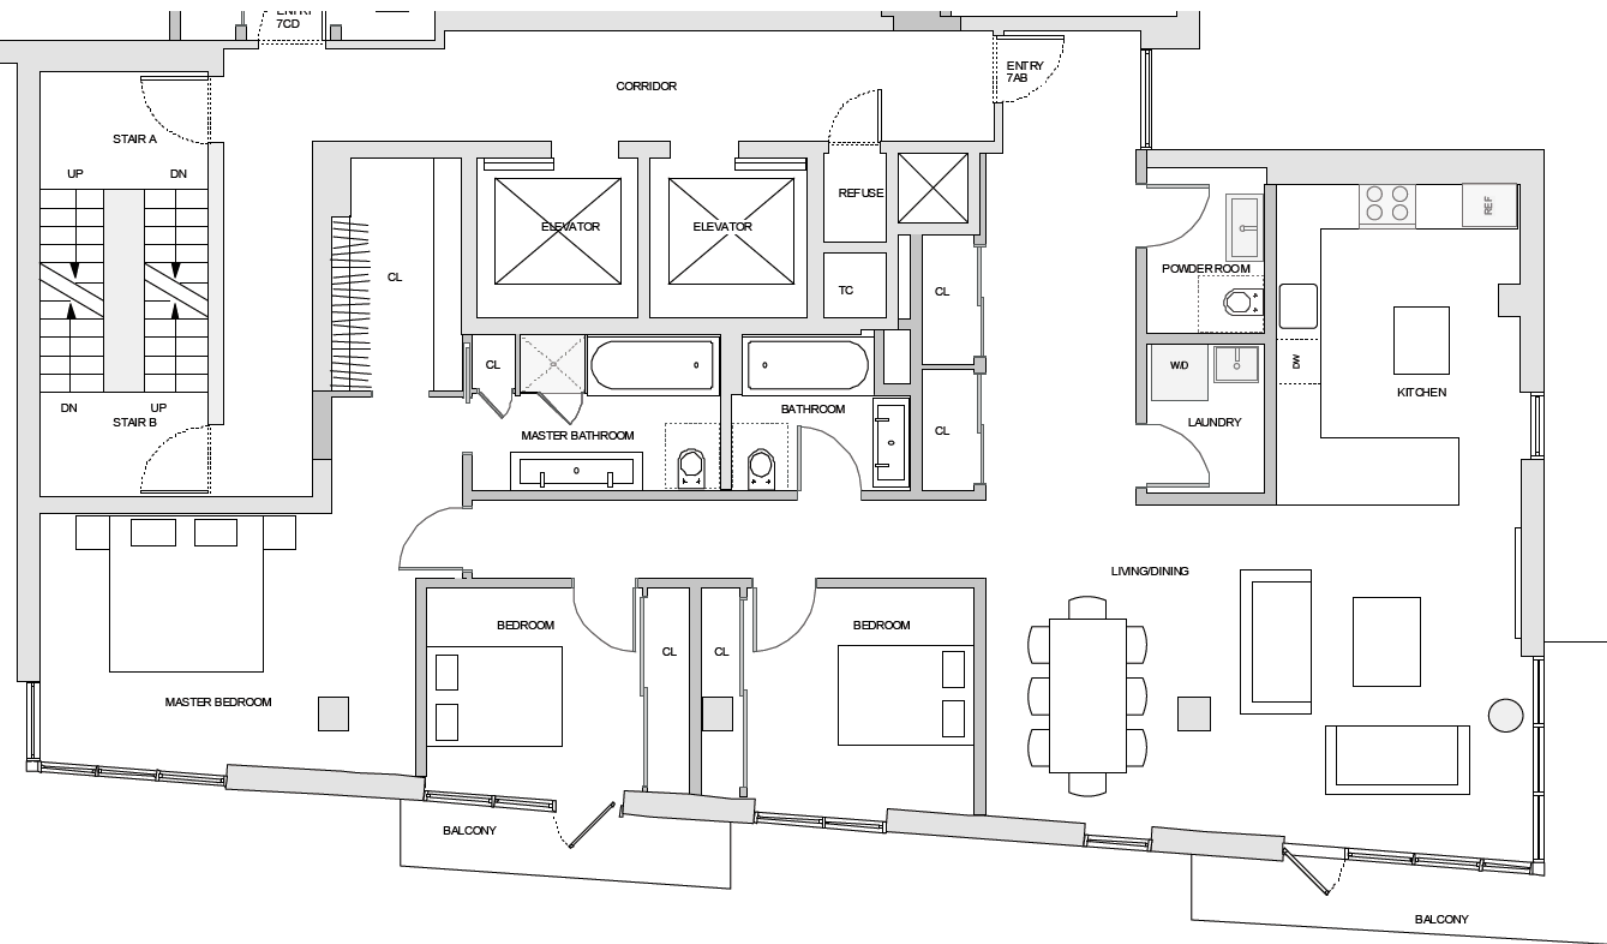 7CD
ENTRY
7AB
CORRIDOR
STAIR A
UP
DN
REFUSE
REF
ELEVATOR
ELEVATOR
POWDER ROOM
CL
TC
CL
CL
W/D
DW
KITCHEN
DN
UP
BATHROOM
STAIR B
LAUNDRY
CL
MASTER BATHROOM
LIVING/DINING
BEDROOM
BEDROOM
CL
CL
MASTER BEDROOM
BALCONY
BALCONY